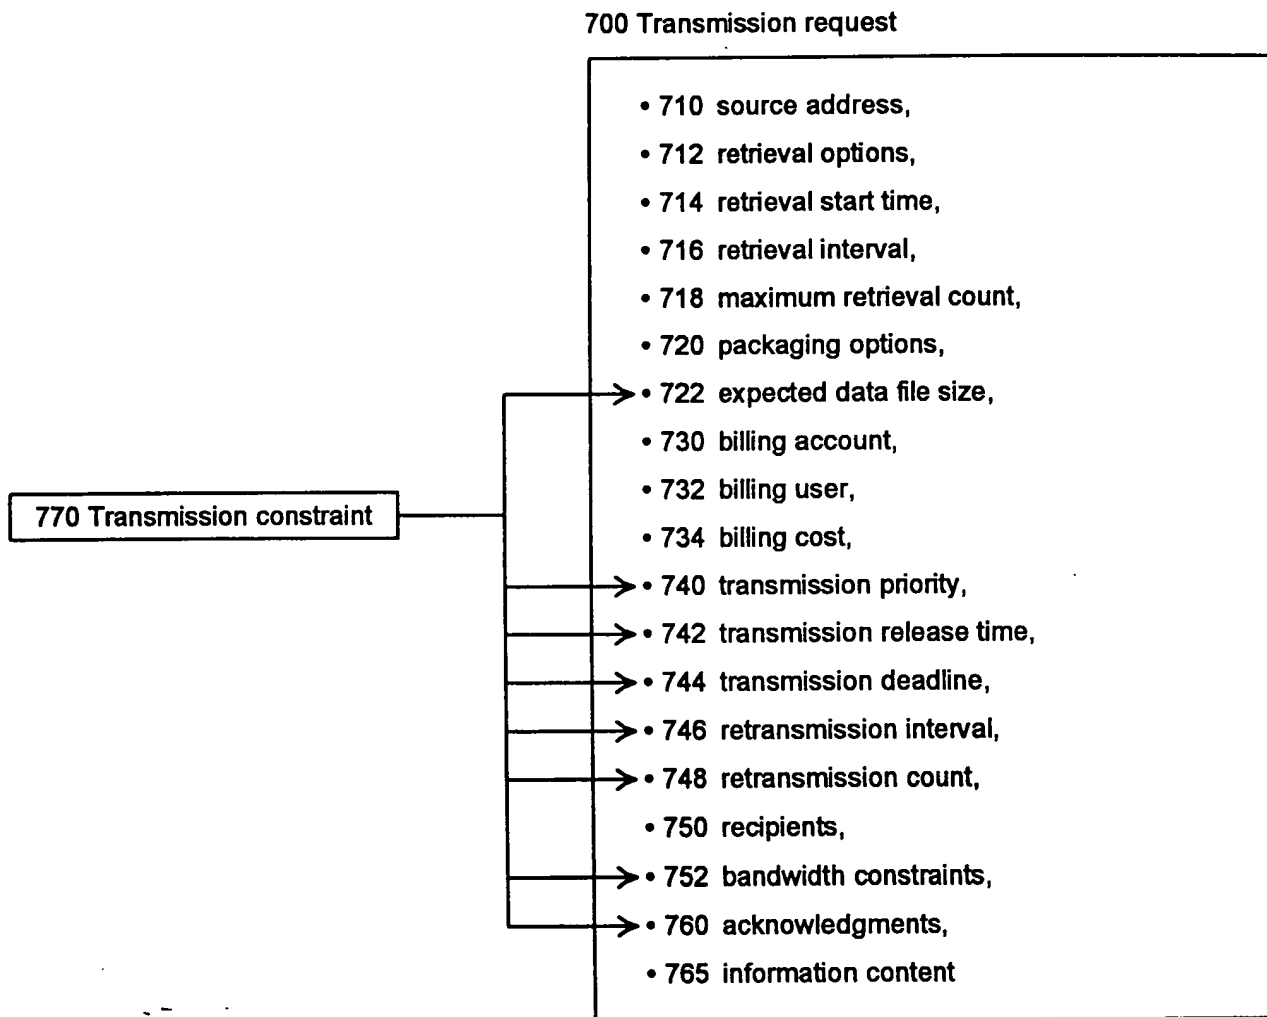 700 Transmission request
• 710 source address,
• 712 retrieval options,
• 714 retrieval start time,
• 716 retrieval interval,
• 718 maximum retrieval count,
• 720 packaging options,
• 722 expected data file size,
• 730 billing account,
• 732 billing user,
770 Transmission constraint
• 734 billing cost,
• 740 transmission priority,
• 742 transmission release time,
• 744 transmission deadline,
• 746 retransmission interval,
• 748 retransmission count,
• 750 recipients,
• 752 bandwidth constraints,
• 760 acknowledgments,
• 765 information content